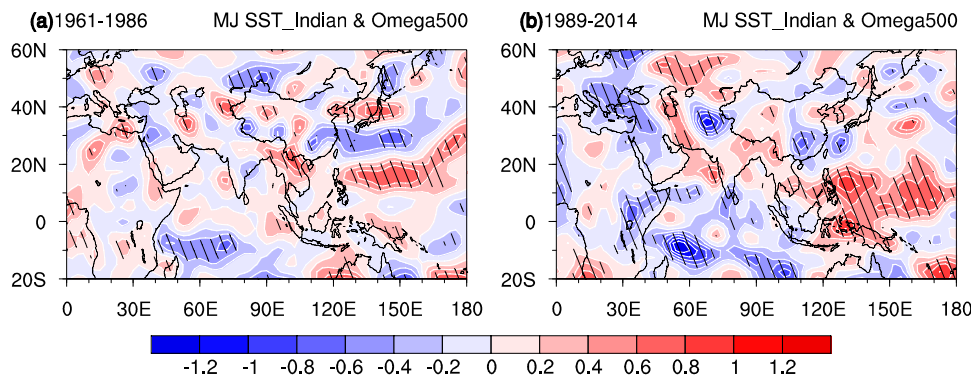 (a)1961-1986 MJ SST_Indian & Omega500
(b)1989-2014 MJ SST_Indian & Omega500
60N
40N
20N
0
20S
0 30E 60E 90E 120E 150E 180
60N
40N
20N
0
20S
0 30E 60E 90E 120E 150E 180
-1.2 -1 -0.8 -0.6 -0.4 -0.2 0 0.2 0.4 0.6 0.8 1 1.2